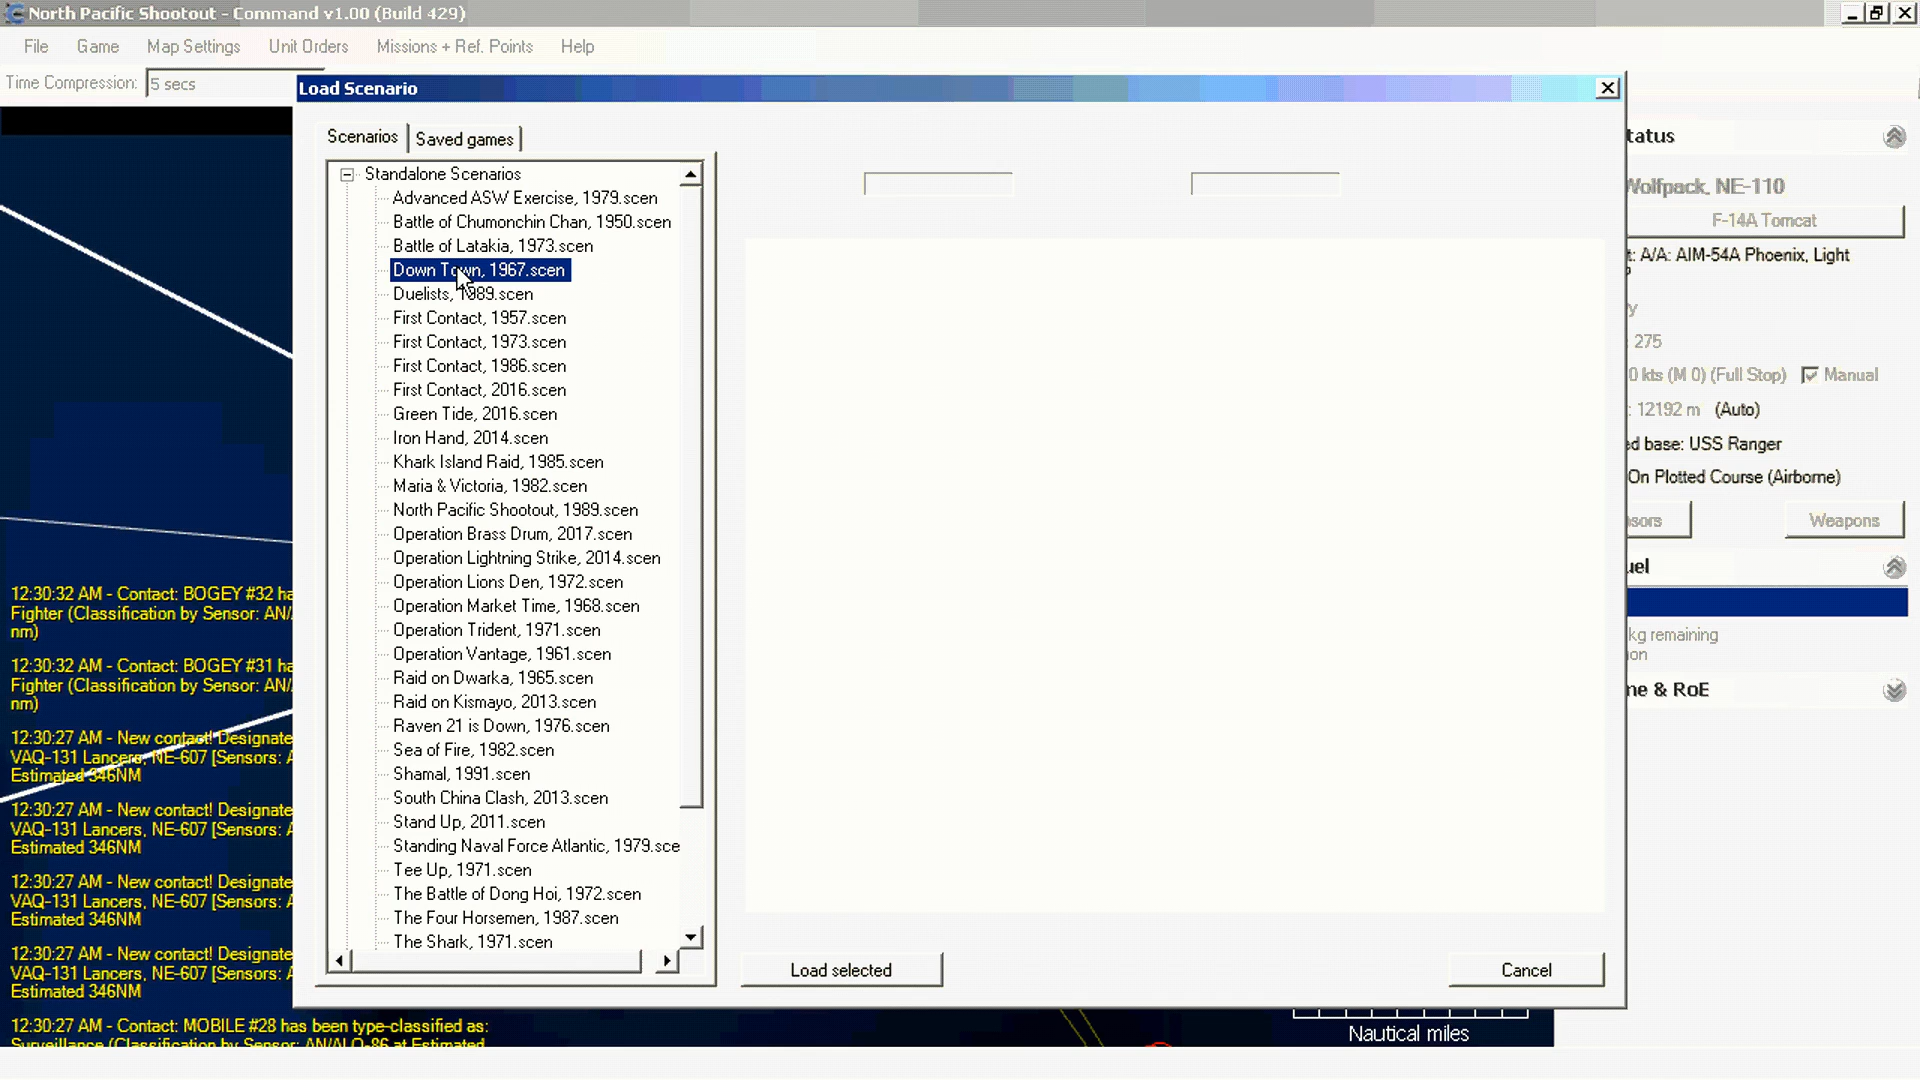 North Pacific Shootout - Command v1.00 (Build 429)
File Game Map Settings Unit Orders Missions + Ref. Points Help
Time Compression: 5 secs
Load Scenario
Scenarios Saved games
Standalone Scenarios
Advanced ASW Exercise, 1979.scen
Battle of Chumonchin Chan, 1950.scen
Battle of Latakia, 1973.scen
Down Town, 1967.scen
Duelists, 1989.scen
First Contact, 1957.scen
First Contact, 1973.scen
First Contact, 1986.scen
First Contact, 2016.scen
Green Tide, 2016.scen
Iron Hand, 2014.scen
Khark Island Raid, 1985.scen
Maria & Victoria, 1982.scen
North Pacific Shootout, 1989.scen
Operation Brass Drum, 2017.scen
Operation Lightning Strike, 2014.scen
Operation Lions Den, 1972.scen
Operation Market Time, 1968.scen
Operation Trident, 1971.scen
Operation Vantage, 1961.scen
Raid on Dwarka, 1965.scen
Raid on Kismayo, 2013.scen
Raven 21 is Down, 1976.scen
Sea of Fire, 1982.scen
Shamal, 1991.scen
South China Clash, 2013.scen
Stand Up, 2011.scen
Standing Naval Force Atlantic, 1979.sce
Tee Up, 1971.scen
The Battle of Dong Hoi, 1972.scen
The Four Horsemen, 1987.scen
The Shark, 1971.scen
Load selected
Cancel
tatus
Wolfpack, NE-110
F-14A Tomcat
t: A/A: AIM-54A Phoenix, Light
y
: 275
0 kts (M 0) (Full Stop) Manual
: 12192 m (Auto)
ed base: USS Ranger
On Plotted Course (Airborne)
sors Weapons
uel
kg remaining
ion
ne & RoE
12:30:32 AM - Contact: BOGEY #32 ha
Fighter (Classification by Sensor: AN/
nm)
12:30:32 AM - Contact: BOGEY #31 ha
Fighter (Classification by Sensor: AN/
nm)
12:30:27 AM - New contact! Designate
VAQ-131 Lancers, NE-607 [Sensors: A
Estimated 346NM
12:30:27 AM - New contact! Designate
VAQ-131 Lancers, NE-607 [Sensors: A
Estimated 346NM
12:30:27 AM - New contact! Designate
VAQ-131 Lancers, NE-607 [Sensors: A
Estimated 346NM
12:30:27 AM - New contact! Designate
VAQ-131 Lancers, NE-607 [Sensors: A
Estimated 346NM
12:30:27 AM - Contact: MOBILE #28 has been type-classified as:
Surveillance (Classification by Sensor: AN/ALQ-86 at Estimated
Nautical miles